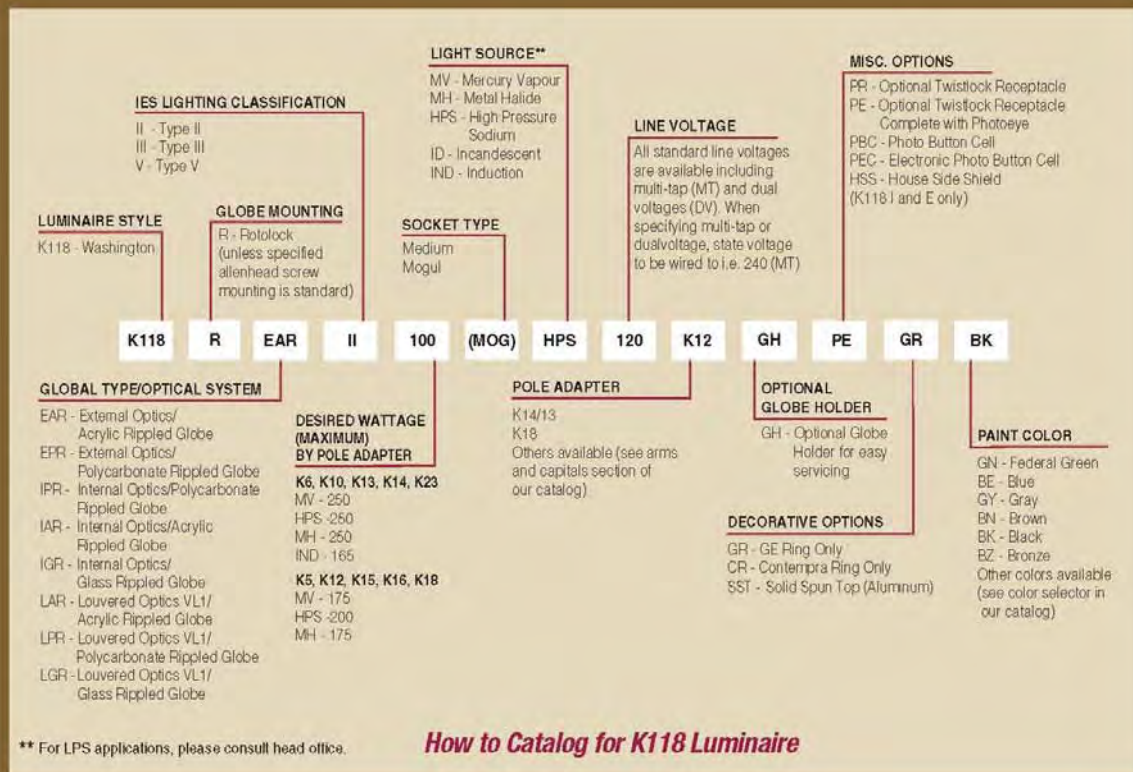 LIGHT SOURCE**
MV - Mercury Vapour
MH - Metal Halide
HPS - High Pressure
Sodium
ID - Incandescent
IND - Induction
MISC. OPTIONS
PR - Optional Twistlock Receptacle
PE - Optional Twistlock Receptacle
Complete with Photoeye
PBC - Photo Button Cell
PEC - Electronic Photo Button Cell
HSS - House Side Shield
(K118 I and E only)
IES LIGHTING CLASSIFICATION
II - Type II
III - Type III
V - Type V
LINE VOLTAGE
All standard line voltages
are available including
multi-tap (MT) and dual
voltages (DV). When
specifying multi-tap or
dualvoltage, state voltage
to be wired to i.e. 240 (MT)
LUMINAIRE STYLE
K118 - Washington
GLOBE MOUNTING
R - Rotolock
(unless specified
allenhead screw
mounting is standard)
SOCKET TYPE
Medium
Mogul
K118 R EAR II 100 (MOG) HPS 120 K12 GH PE GR BK
GLOBAL TYPE/OPTICAL SYSTEM
EAR - External Optics/
Acrylic Rippled Globe
EPR - External Optics/
Polycarbonate Rippled Globe
IPR - Internal Optics/Polycarbonate
Rippled Globe
IAR - Internal Optics/Acrylic
Rippled Globe
IGR - Internal Optics/
Glass Rippled Globe
LAR - Louvered Optics VL1/
Acrylic Rippled Globe
LPR - Louvered Optics VL1/
Polycarbonate Rippled Globe
LGR - Louvered Optics VL1/
Glass Rippled Globe
DESIRED WATTAGE
(MAXIMUM)
BY POLE ADAPTER
K6, K10, K13, K14, K23
MV - 250
HPS -250
MH - 250
IND - 165
K5, K12, K15, K16, K18
MV - 175
HPS -200
MH - 175
POLE ADAPTER
K14/13
K18
Others available (see arms
and capitals section of
our catalog)
OPTIONAL
GLOBE HOLDER
GH - Optional Globe
Holder for easy
servicing
DECORATIVE OPTIONS
GR - GE Ring Only
CR - Contempra Ring Only
SST - Solid Spun Top (Aluminum)
PAINT COLOR
GN - Federal Green
BE - Blue
GY - Gray
BN - Brown
BK - Black
BZ - Bronze
Other colors available
(see color selector in
our catalog)
** For LPS applications, please consult head office.
How to Catalog for K118 Luminaire